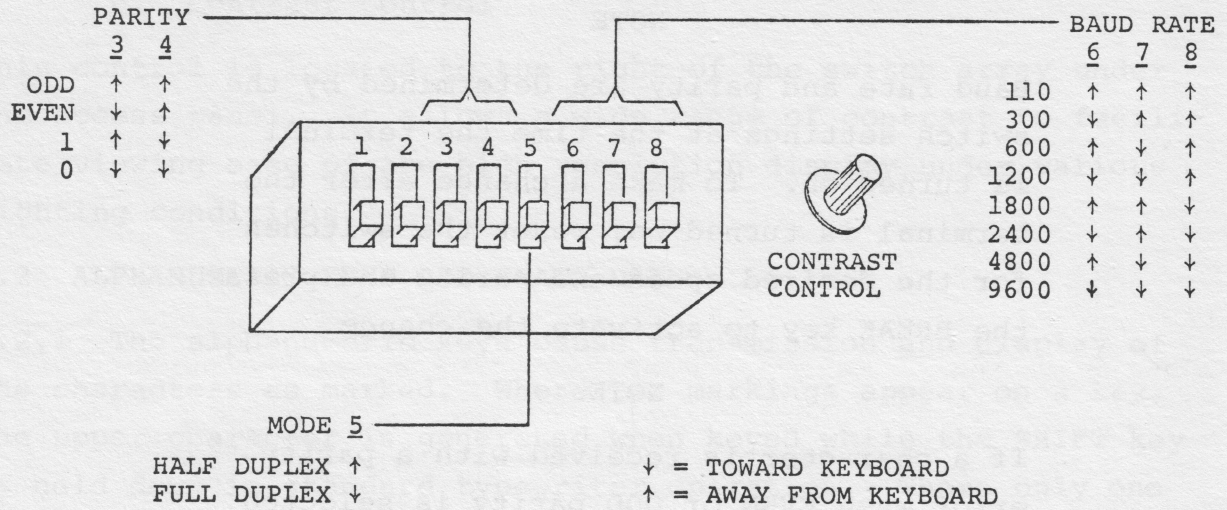 PARITY
3 4
ODD ↑ ↑
EVEN ↓ ↑
1 ↑ ↓
0 ↓ ↓
BAUD RATE
6 7 8
110 ↑ ↑ ↑
300 ↓ ↑ ↑
600 ↑ ↓ ↑
1200 ↓ ↓ ↑
1800 ↑ ↑ ↓
2400 ↓ ↑ ↓
4800 ↑ ↓ ↓
9600 ↓ ↓ ↓
1 2 3 4 5 6 7 8
CONTRAST
CONTROL
MODE 5
HALF DUPLEX ↑
FULL DUPLEX ↓
↓ = TOWARD KEYBOARD
↑ = AWAY FROM KEYBOARD